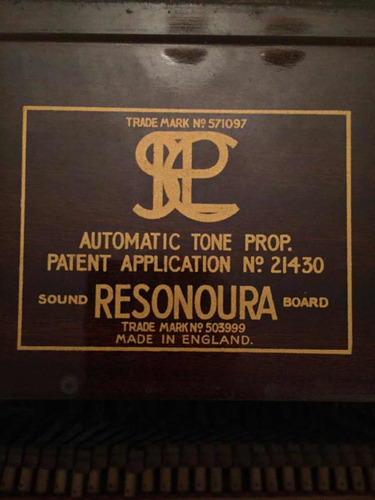 TRADE MARK Nº 571097
AUTOMATIC TONE PROP.
PATENT APPLICATION Nº 21430
SOUND RESONOURA BOARD
TRADE MARK Nº 503999
MADE IN ENGLAND.